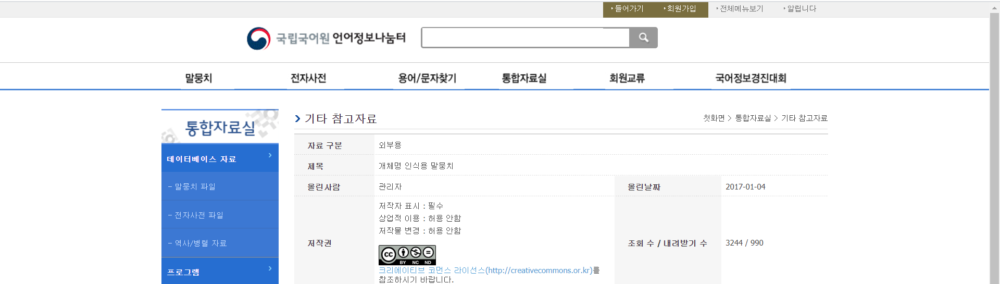 들어가기 회원가입 전체메뉴보기 알립니다
국립국어원 언어정보나눔터
말뭉치 전자사전 용어/문자찾기 통합자료실 회원교류 국어정보경진대회
통합자료실
데이터베이스 자료
- 말뭉치 파일
- 전자사전 파일
- 역사/병렬 자료
프로그램
기타 참고자료
첫화면 > 통합자료실 > 기타 참고자료
자료 구분 외부용
제목 개체명 인식용 말뭉치
올린사람 관리자 올린날짜 2017-01-04
저작권
저작자 표시 : 필수
상업적 이용 : 허용 안함
저작물 변경 : 허용 안함
cc BY NC ND
크리에이티브 코먼스 라이선스(http://creativecommons.or.kr)를
참조하시기 바랍니다.
조회 수 / 내려받기 수 3244 / 990